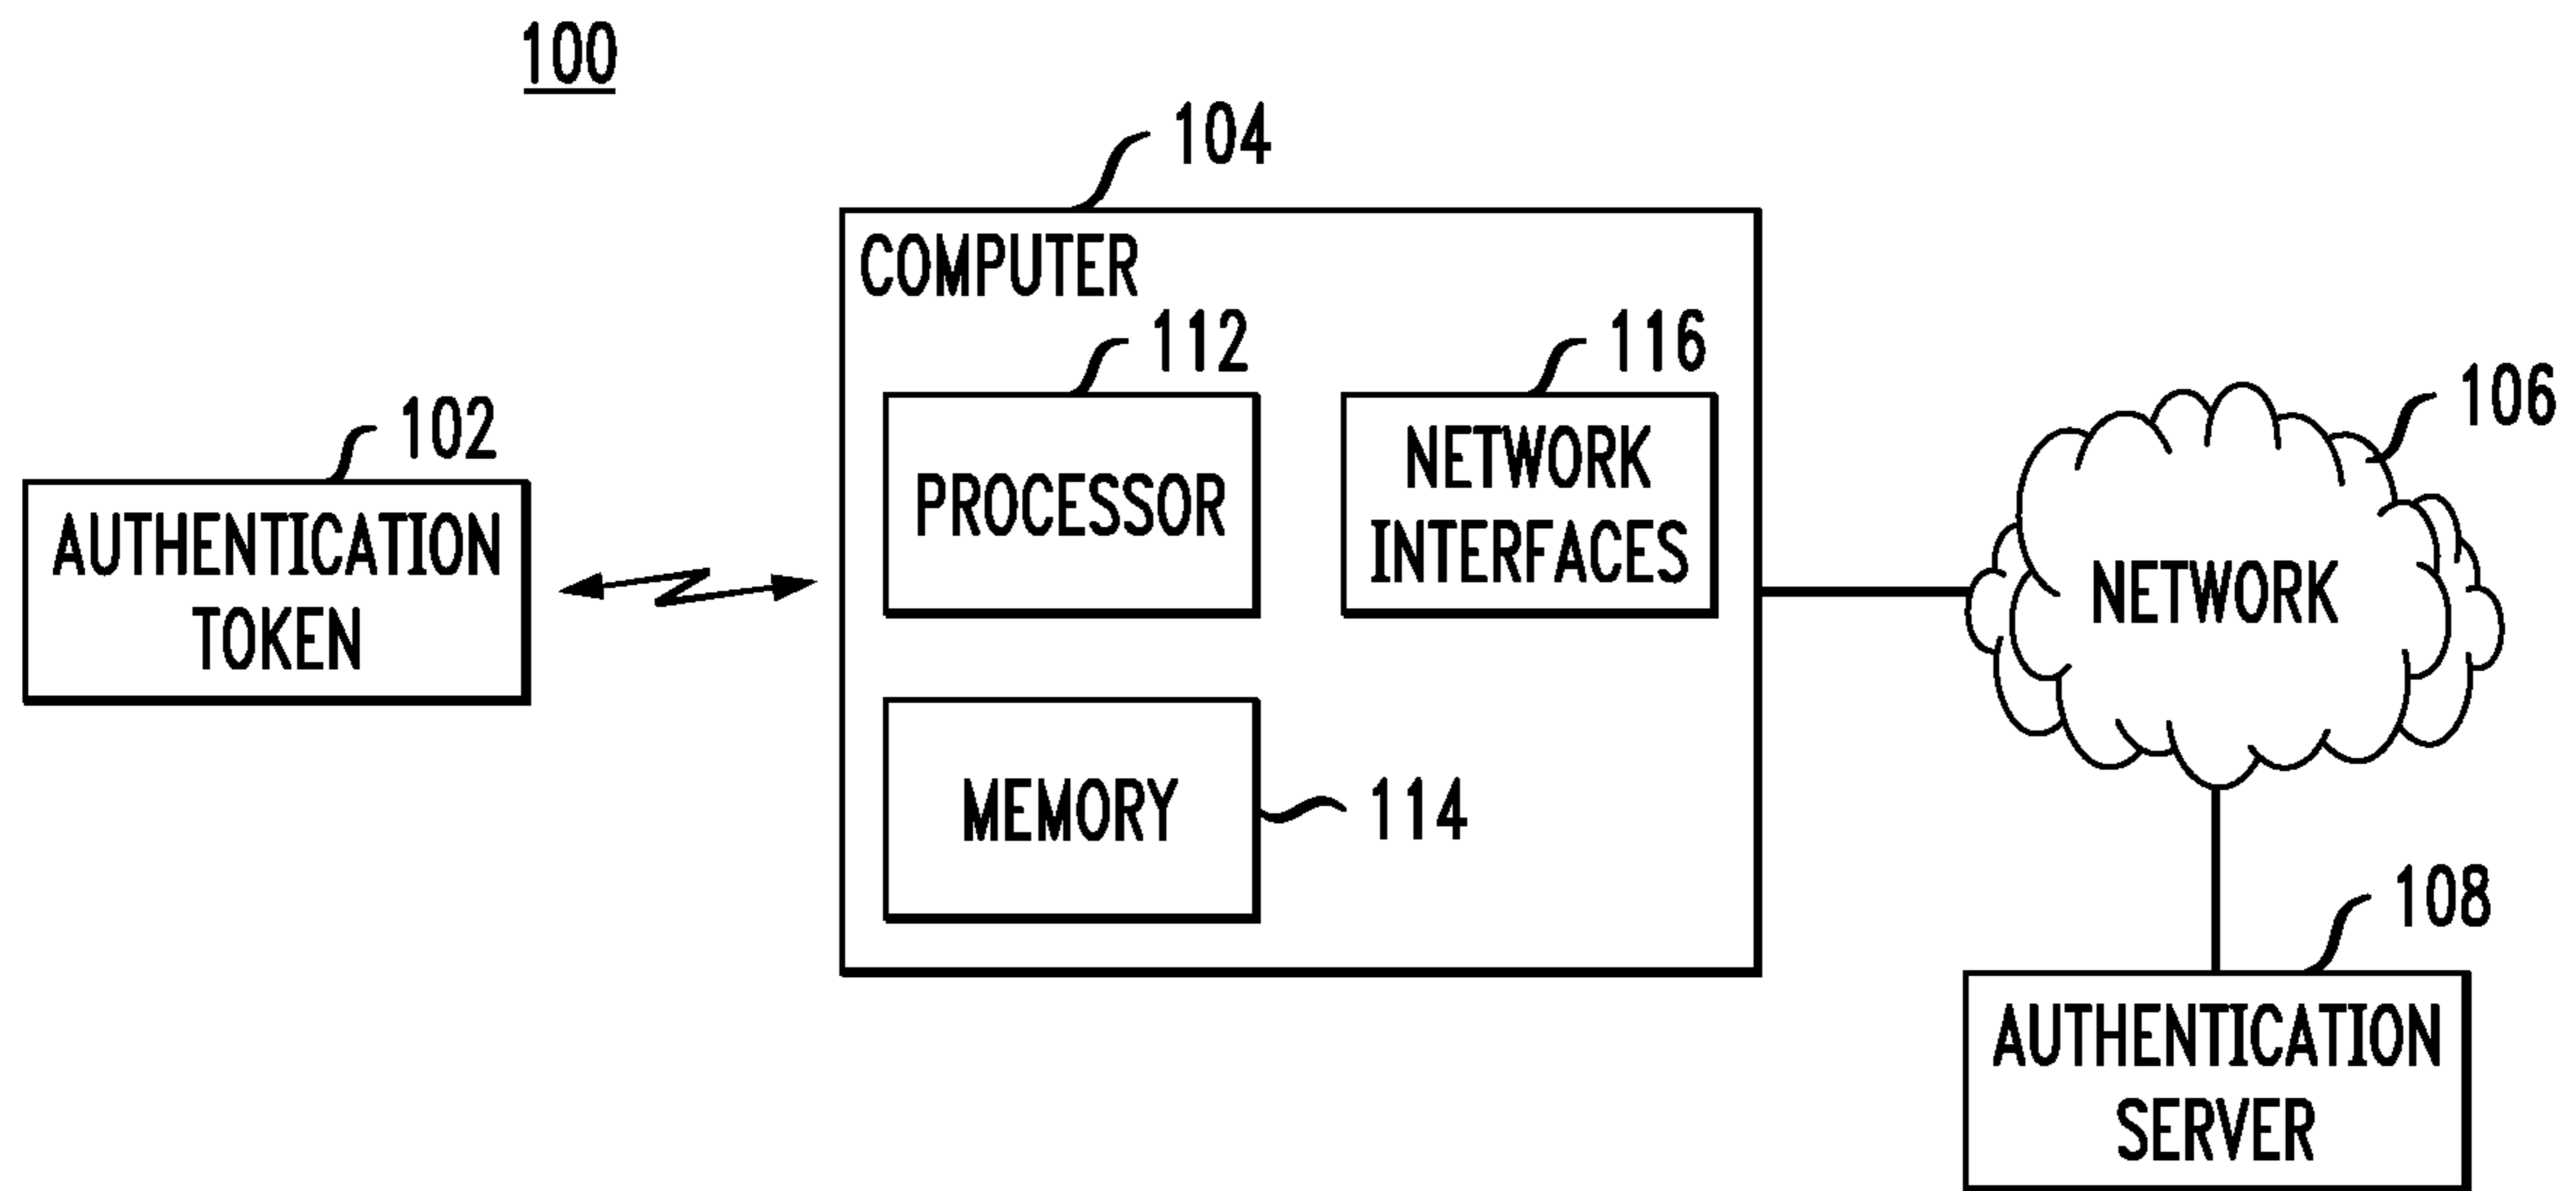 100
104
COMPUTER
112
116
102
106
AUTHENTICATION
TOKEN
PROCESSOR
NETWORK
INTERFACES
NETWORK
MEMORY
114
108
AUTHENTICATION
SERVER